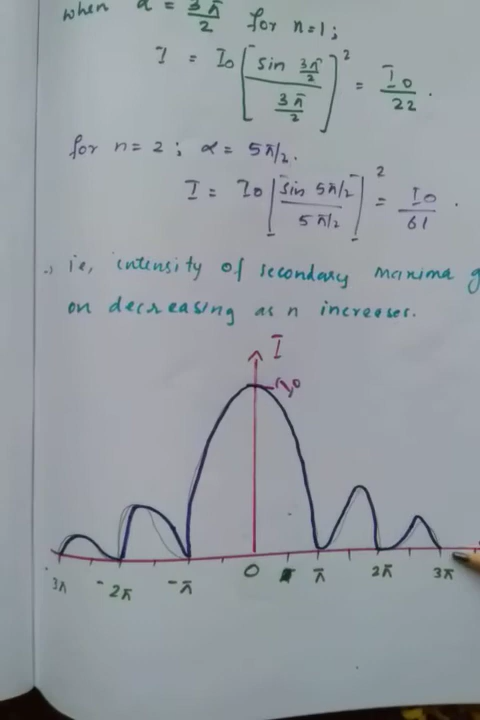 when α = 3π/2 for n=1;
I = I0 [sin 3π/2 / 3π/2]² = I0/22.
for n=2; α = 5π/2.
I = I0 [sin 5π/2 / 5π/2]² = I0/61.
ie, intensity of secondary maxima g
on decreasing as n increases.
I
3π -2π -π 0 π 2π 3π